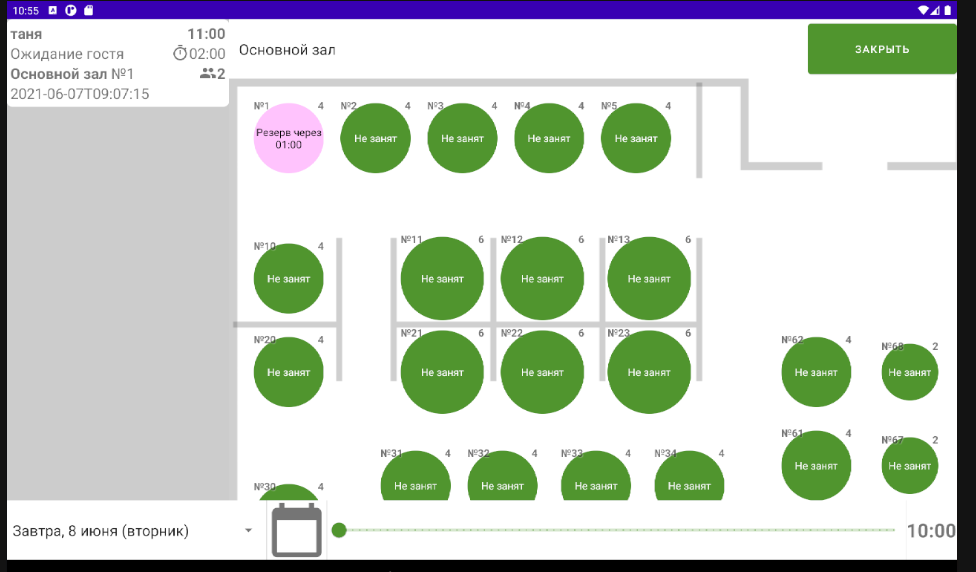 10:55
таня 11:00
Ожидание гостя 02:00
Основной зал №1 2
2021-06-07T09:07:15
Основной зал
ЗАКРЫТЬ
№1 4 №2 4 №3 4 №4 4 №5 4
Резерв через
01:00
Не занят Не занят Не занят Не занят
№10 4 №11 6 №12 6 №13 6
Не занят Не занят Не занят Не занят
№20 4 №21 6 №22 6 №23 6 №62 4 №68 2
Не занят Не занят Не занят Не занят Не занят Не занят
№61 4 №67 2
Не занят Не занят
№30 4 №31 4 №32 4 №33 4 №34 4
Не занят Не занят Не занят Не занят
Завтра, 8 июня (вторник) 10:00